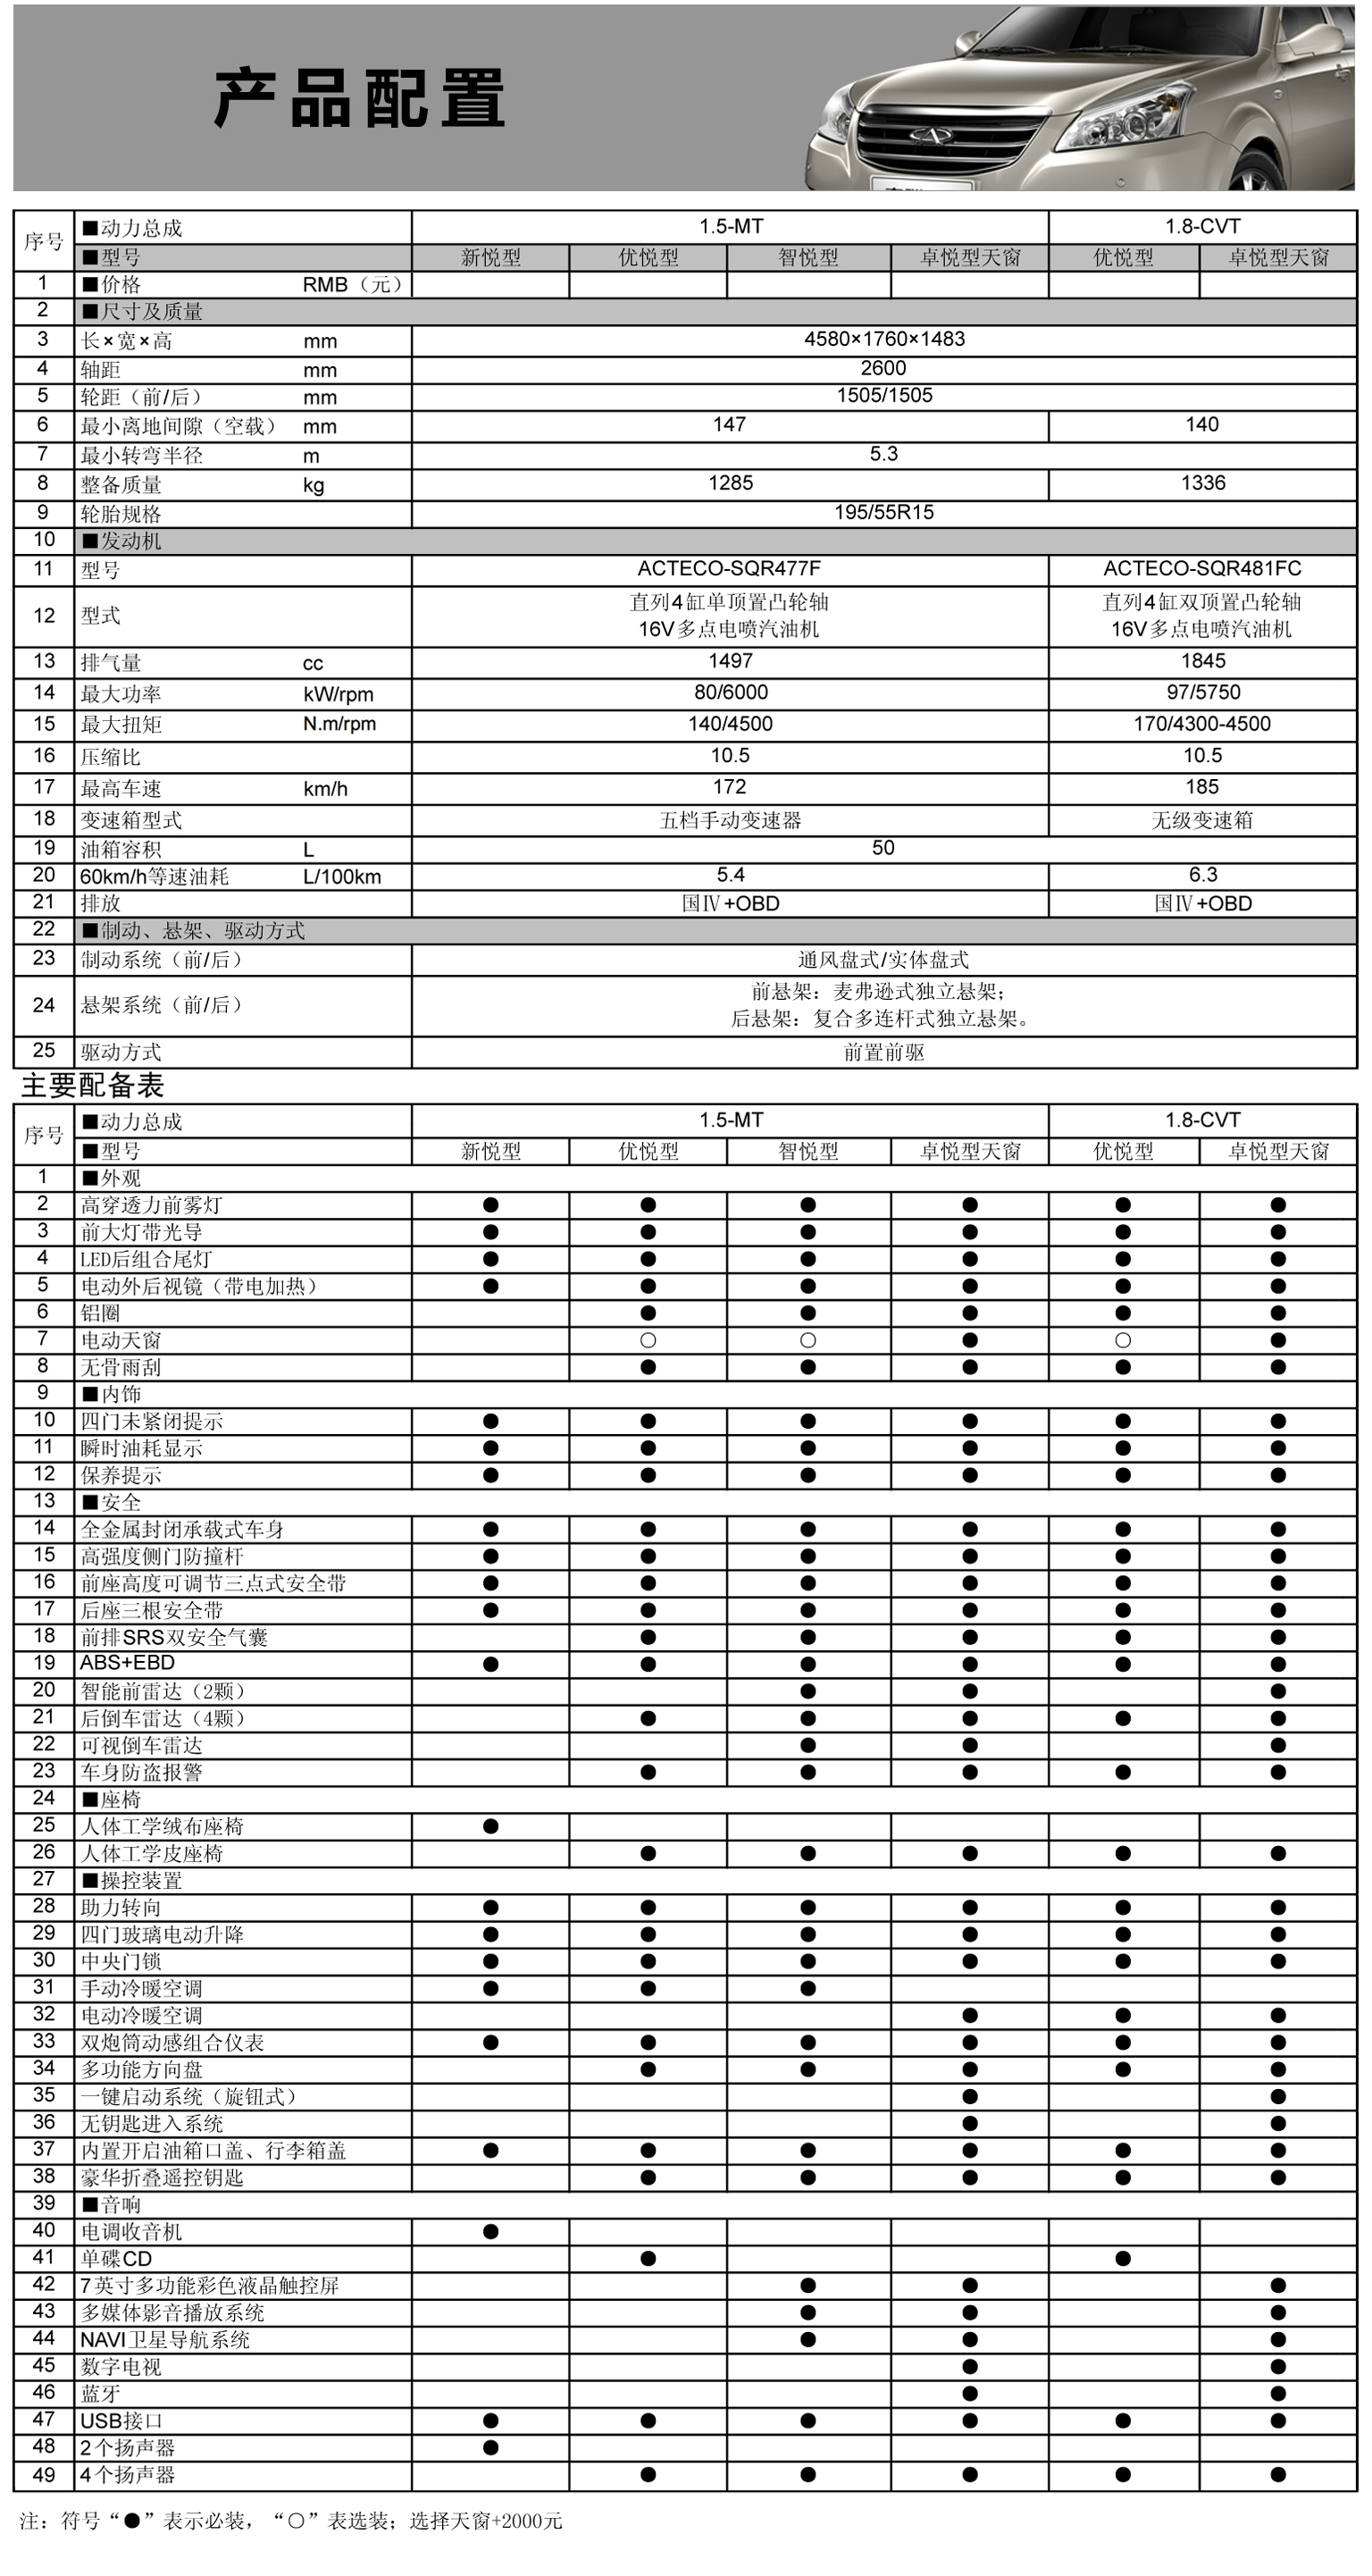 产品配置
序号 ■动力总成 1.5-MT 1.8-CVT
■型号 新悦型 优悦型 智悦型 卓悦型天窗 优悦型 卓悦型天窗
1 ■价格 RMB（元）
2 ■尺寸及质量
3 长×宽×高 mm 4580×1760×1483
4 轴距 mm 2600
5 轮距（前/后） mm 1505/1505
6 最小离地间隙（空载） mm 147 140
7 最小转弯半径 m 5.3
8 整备质量 kg 1285 1336
9 轮胎规格 195/55R15
10 ■发动机
11 型号 ACTECO-SQR477F ACTECO-SQR481FC
12 型式 直列4缸单顶置凸轮轴 直列4缸双顶置凸轮轴
16V多点电喷汽油机 16V多点电喷汽油机
13 排气量 cc 1497 1845
14 最大功率 kW/rpm 80/6000 97/5750
15 最大扭矩 N.m/rpm 140/4500 170/4300-4500
16 压缩比 10.5 10.5
17 最高车速 km/h 172 185
18 变速箱型式 五档手动变速器 无级变速箱
19 油箱容积 L 50
20 60km/h等速油耗 L/100km 5.4 6.3
21 排放 国Ⅳ+OBD 国Ⅳ+OBD
22 ■制动、悬架、驱动方式
23 制动系统（前/后） 通风盘式/实体盘式
24 悬架系统（前/后） 前悬架：麦弗逊式独立悬架；
后悬架：复合多连杆式独立悬架。
25 驱动方式 前置前驱
主要配备表
序号 ■动力总成 1.5-MT 1.8-CVT
■型号 新悦型 优悦型 智悦型 卓悦型天窗 优悦型 卓悦型天窗
1 ■外观
2 高穿透力前雾灯 ● ● ● ● ● ●
3 前大灯带光导 ● ● ● ● ● ●
4 LED后组合尾灯 ● ● ● ● ● ●
5 电动外后视镜（带电加热） ● ● ● ● ● ●
6 铝圈 ● ● ● ● ●
7 电动天窗 ○ ○ ● ○ ●
8 无骨雨刮 ● ● ● ● ●
9 ■内饰
10 四门未紧闭提示 ● ● ● ● ● ●
11 瞬时油耗显示 ● ● ● ● ● ●
12 保养提示 ● ● ● ● ● ●
13 ■安全
14 全金属封闭承载式车身 ● ● ● ● ● ●
15 高强度侧门防撞杆 ● ● ● ● ● ●
16 前座高度可调节三点式安全带 ● ● ● ● ● ●
17 后座三根安全带 ● ● ● ● ● ●
18 前排SRS双安全气囊 ● ● ● ● ●
19 ABS+EBD ● ● ● ● ● ●
20 智能前雷达（2颗） ● ● ●
21 后倒车雷达（4颗） ● ● ● ● ●
22 可视倒车雷达 ● ● ●
23 车身防盗报警 ● ● ● ● ●
24 ■座椅
25 人体工学绒布座椅 ●
26 人体工学皮座椅 ● ● ● ● ●
27 ■操控装置
28 助力转向 ● ● ● ● ● ●
29 四门玻璃电动升降 ● ● ● ● ● ●
30 中央门锁 ● ● ● ● ● ●
31 手动冷暖空调 ● ● ●
32 电动冷暖空调 ● ● ●
33 双炮筒动感组合仪表 ● ● ● ● ● ●
34 多功能方向盘 ● ● ● ● ●
35 一键启动系统（旋钮式） ● ●
36 无钥匙进入系统 ● ●
37 内置开启油箱口盖、行李箱盖 ● ● ● ● ● ●
38 豪华折叠遥控钥匙 ● ● ● ● ●
39 ■音响
40 电调收音机 ●
41 单碟CD ● ●
42 7英寸多功能彩色液晶触控屏 ● ● ●
43 多媒体影音播放系统 ● ● ●
44 NAVI卫星导航系统 ● ● ●
45 数字电视 ● ●
46 蓝牙 ● ●
47 USB接口 ● ● ● ● ● ●
48 2个扬声器 ●
49 4个扬声器 ● ● ● ● ●
注：符号“●”表示必装，“○”表选装；选择天窗+2000元